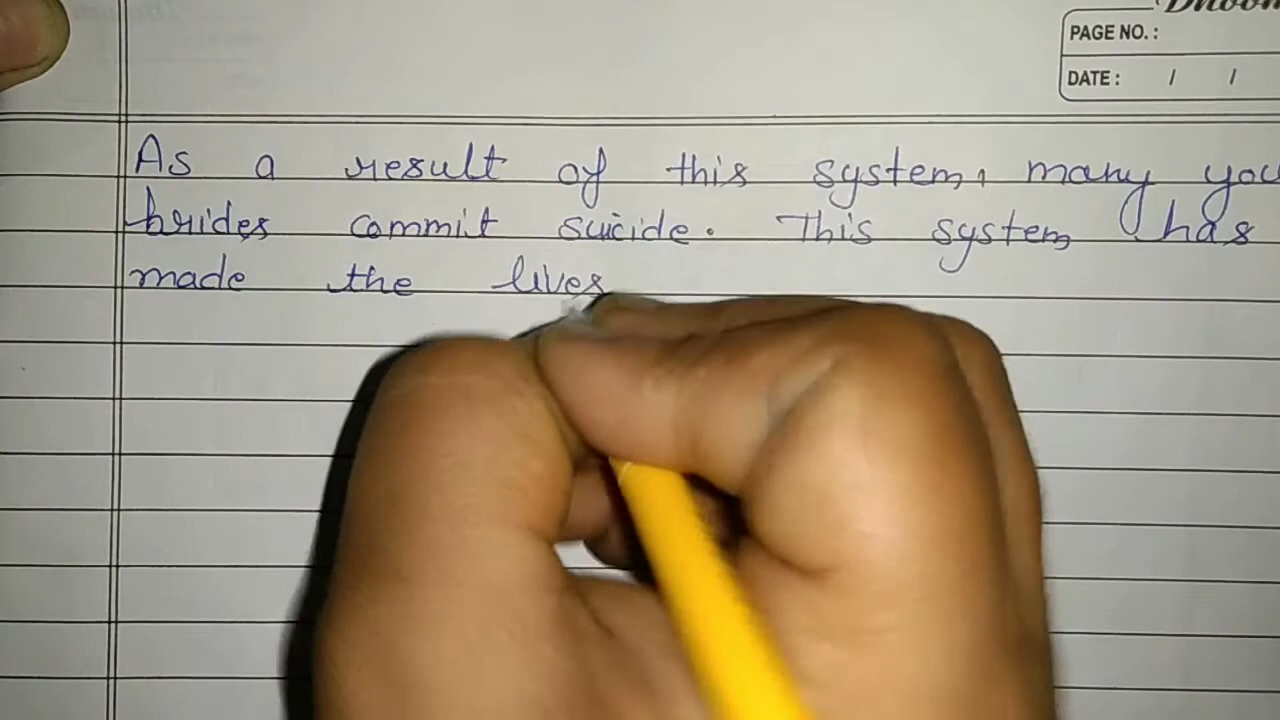 PAGE NO. :
DATE : / /
As a result of this system, many
brides commit suicide. This system has
made the lives